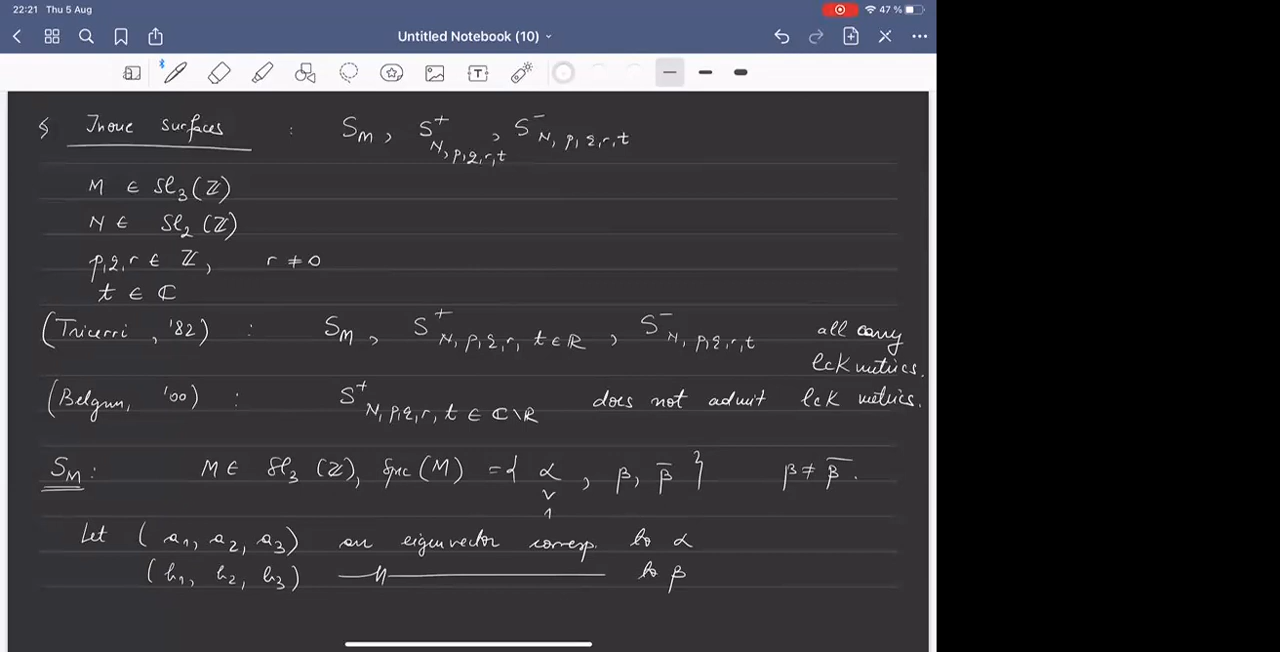 22:21 Thu 5 Aug 47 %
Untitled Notebook (10)
§ Inoue surfaces : S_M, S^+_{N,p,q,r,t}, S^-_{N,p,q,r,t}
M ∈ SL_3(ℤ)
N ∈ SL_2(ℤ)
p,q,r ∈ ℤ, r ≠ 0
t ∈ ℂ
(Tricerri, '82) : S_M, S^+_{N,p,q,r,t∈ℝ}, S^-_{N,p,q,r,t} all carry
lck metrics.
(Belgun, '00) : S^+_{N,p,q,r,t∈ℂ\ℝ} does not admit lck metrics.
S_M: M ∈ SL_3(ℤ), Spec(M) = {α, β, β̄} β ≠ β̄.
∨
1
Let (a_1, a_2, a_3) an eigenvector corresp. to α
(b_1, b_2, b_3) —〃— to β